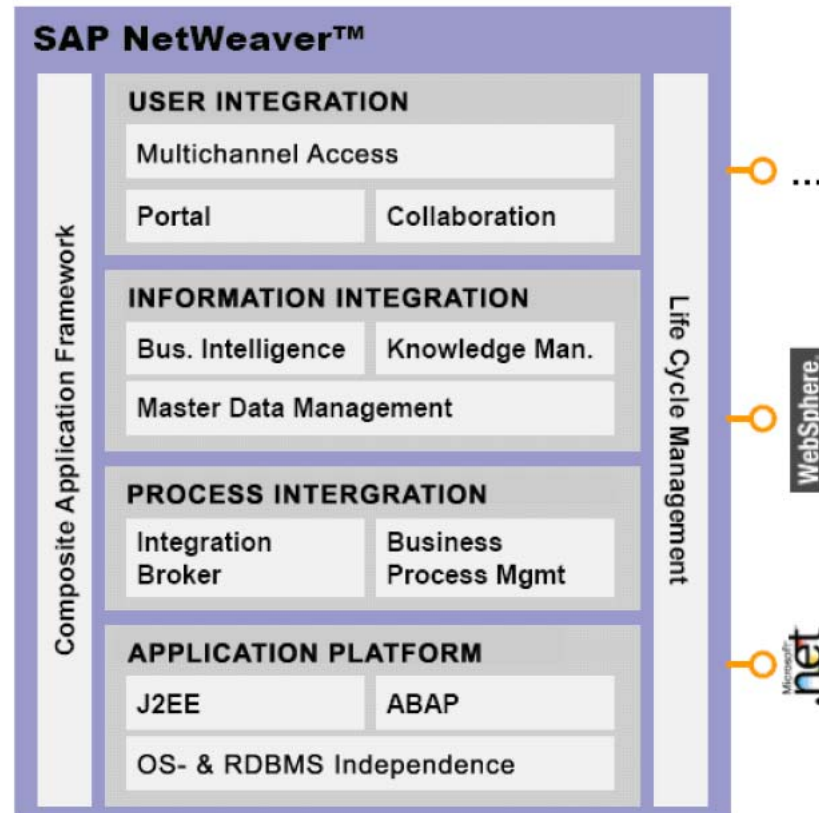 SAP NetWeaver™
Composite Application Framework
USER INTEGRATION
Multichannel Access
Portal
Collaboration
INFORMATION INTEGRATION
Bus. Intelligence
Knowledge Man.
Master Data Management
PROCESS INTERGRATION
Integration
Broker
Business
Process Mgmt
APPLICATION PLATFORM
J2EE
ABAP
OS- & RDBMS Independence
Life Cycle Management
...
WebSphere.
Microsoft
.net